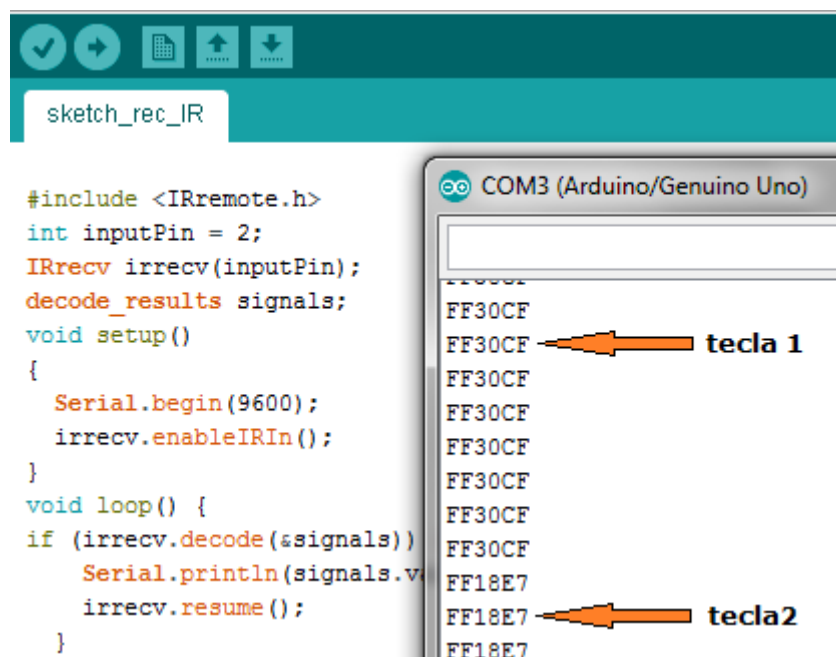 sketch_rec_IR
#include <IRremote.h>
int inputPin = 2;
IRrecv irrecv(inputPin);
decode_results signals;
void setup()
{
Serial.begin(9600);
irrecv.enableIRIn();
}
void loop() {
if (irrecv.decode(&signals))
Serial.println(signals.v
irrecv.resume();
}
COM3 (Arduino/Genuino Uno)
FF30CF
FF30CF tecla 1
FF30CF
FF30CF
FF30CF
FF30CF
FF30CF
FF30CF
FF18E7
FF18E7 tecla2
FF18E7